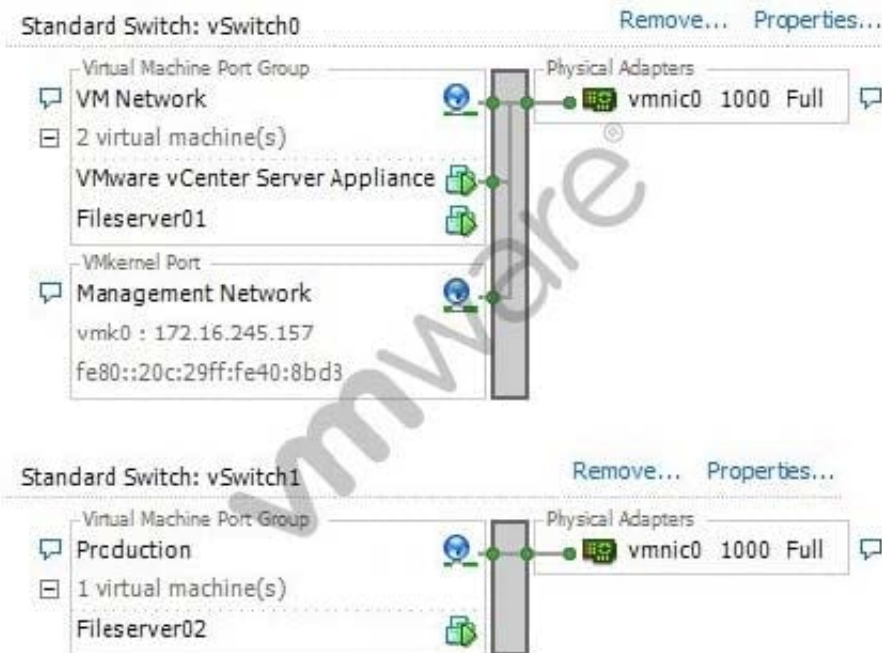 Standard Switch: vSwitch0 Remove... Properties...
Virtual Machine Port Group Physical Adapters
VM Network vmnic0 1000 Full
2 virtual machine(s)
VMware vCenter Server Appliance
Fileserver01
VMkernel Port
Management Network
vmk0 : 172.16.245.157
fe80::20c:29ff:fe40:8bd3
Standard Switch: vSwitch1 Remove... Properties...
Virtual Machine Port Group Physical Adapters
Production vmnic0 1000 Full
1 virtual machine(s)
Fileserver02
vmware®